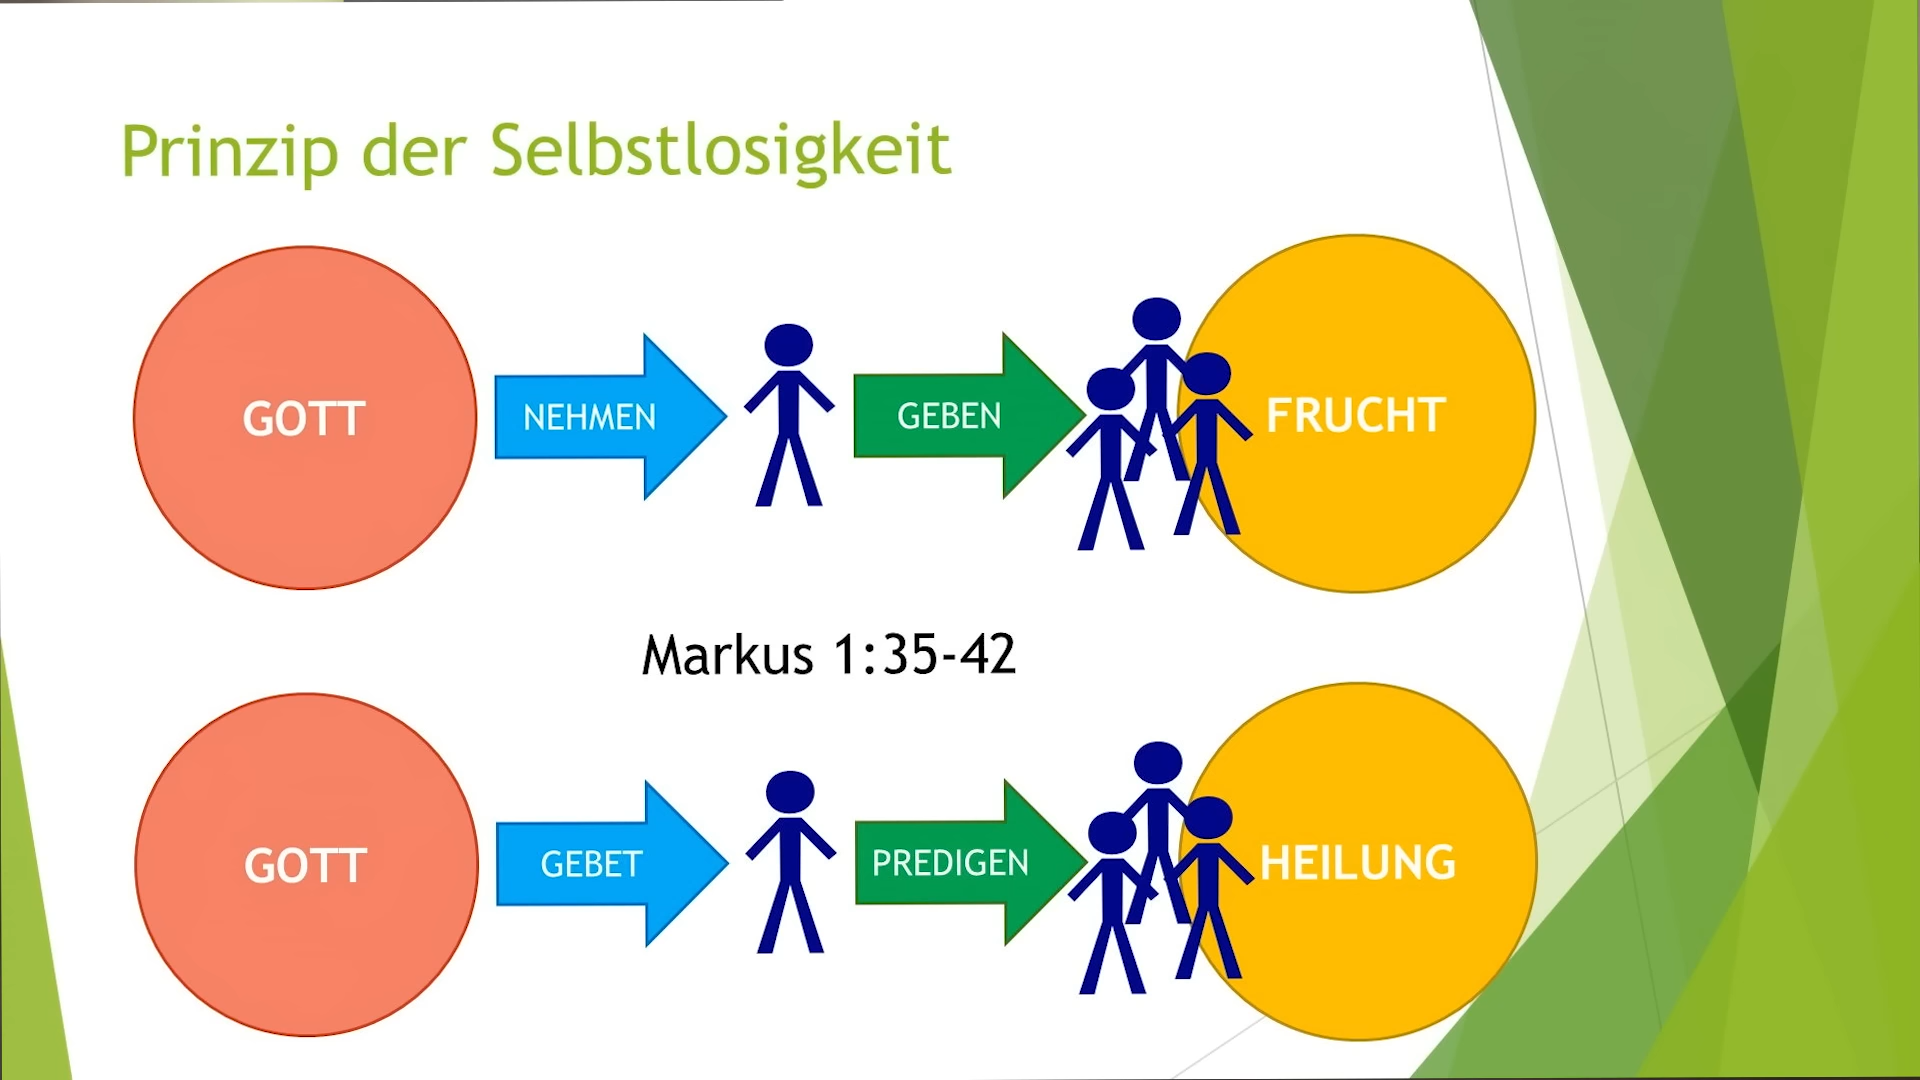 Prinzip der Selbstlosigkeit
GOTT
NEHMEN
GEBEN
FRUCHT
Markus 1:35-42
GOTT
GEBET
PREDIGEN
HEILUNG